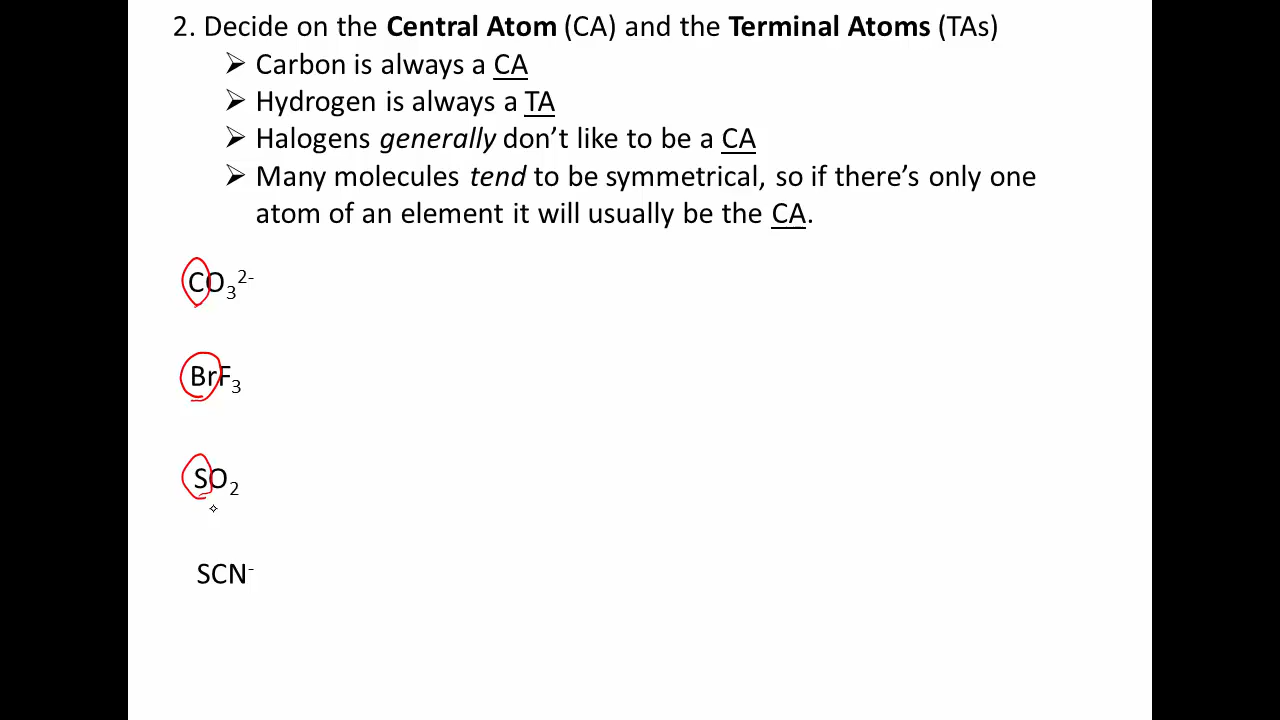 2. Decide on the Central Atom (CA) and the Terminal Atoms (TAs)
➢ Carbon is always a CA
➢ Hydrogen is always a TA
➢ Halogens generally don’t like to be a CA
➢ Many molecules tend to be symmetrical, so if there’s only one
atom of an element it will usually be the CA.
CO₃²⁻
BrF₃
SO₂
SCN⁻